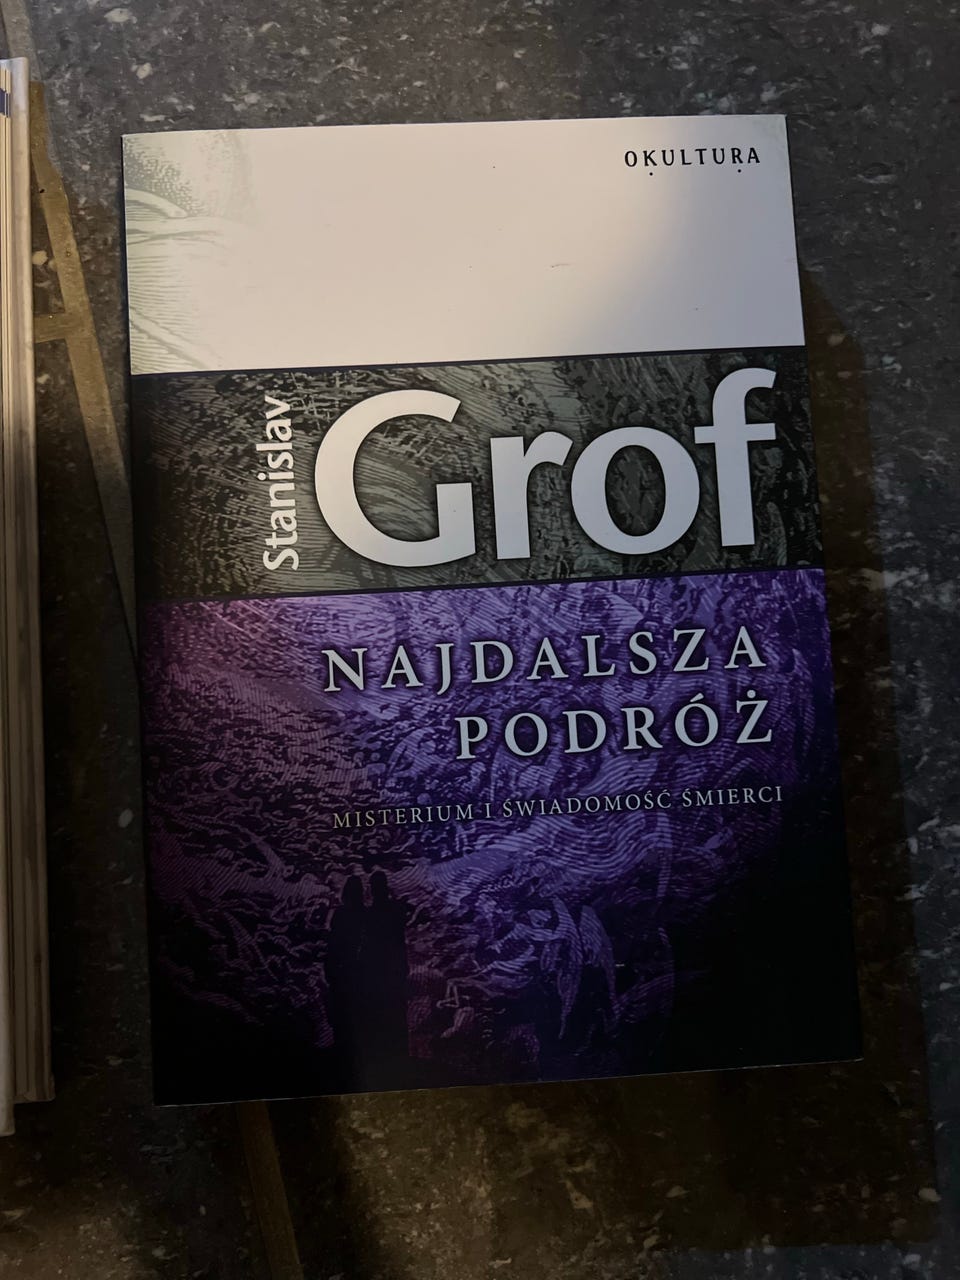 OKULTURA
Stanislav
Grof
NAJDALSZA
PODRÓŻ
MISTERIUM I ŚWIADOMOŚĆ ŚMIERCI